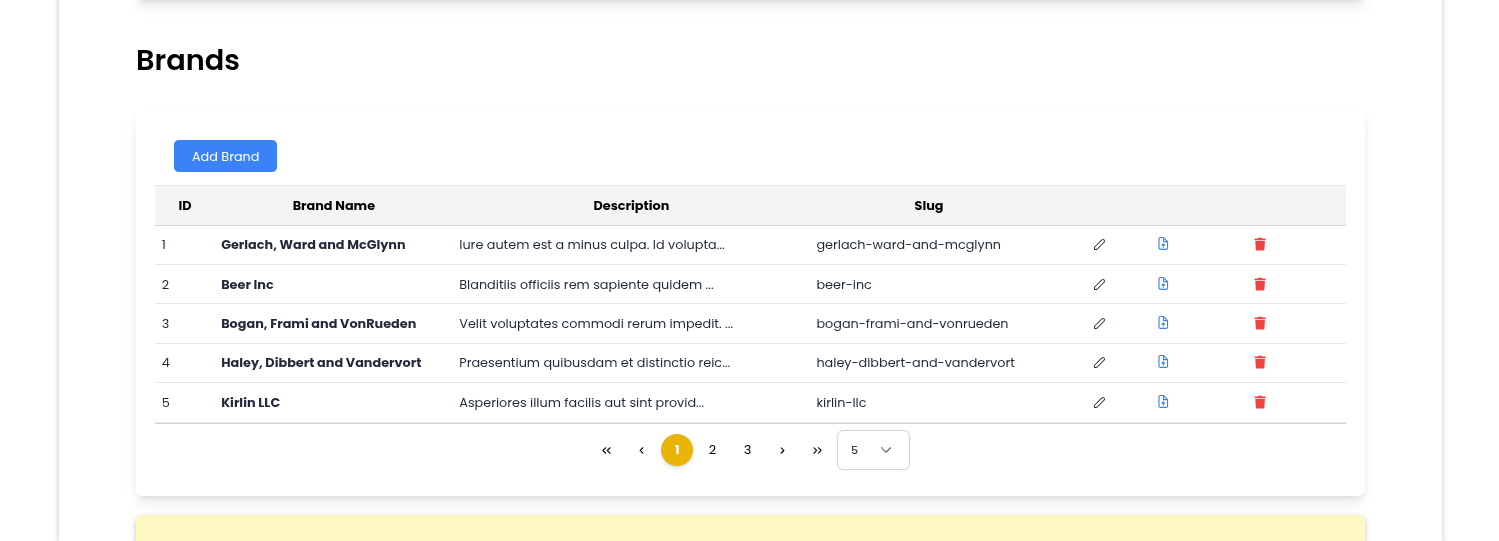 Brands
Add Brand
ID Brand Name Description Slug
1 Gerlach, Ward and McGlynn Iure autem est a minus culpa. Id volupta... gerlach-ward-and-mcglynn
2 Beer Inc Blanditiis officiis rem sapiente quidem ... beer-inc
3 Bogan, Frami and VonRueden Velit voluptates commodi rerum impedit. ... bogan-frami-and-vonrueden
4 Haley, Dibbert and Vandervort Praesentium quibusdam et distinctio reic... haley-dibbert-and-vandervort
5 Kirlin LLC Asperiores illum facilis aut sint provid... kirlin-llc
« ‹ 1 2 3 › » 5